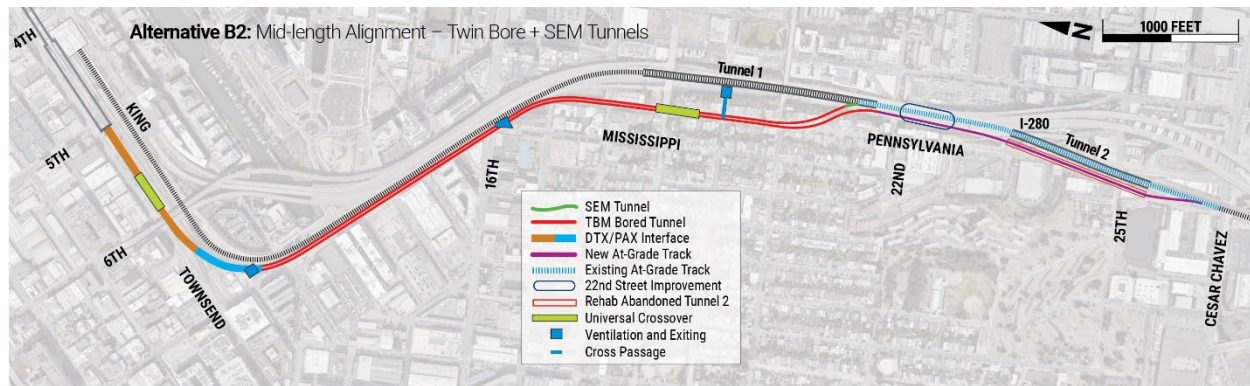 Alternative B2: Mid-length Alignment – Twin Bore + SEM Tunnels
N
1000 FEET
4TH
KING
5TH
6TH
TOWNSEND
16TH
Tunnel 1
MISSISSIPPI
PENNSYLVANIA
22ND
I-280
Tunnel 2
25TH
CESAR CHAVEZ
SEM Tunnel
TBM Bored Tunnel
DTX/PAX Interface
New At-Grade Track
Existing At-Grade Track
22nd Street Improvement
Rehab Abandoned Tunnel 2
Universal Crossover
Ventilation and Exiting
Cross Passage